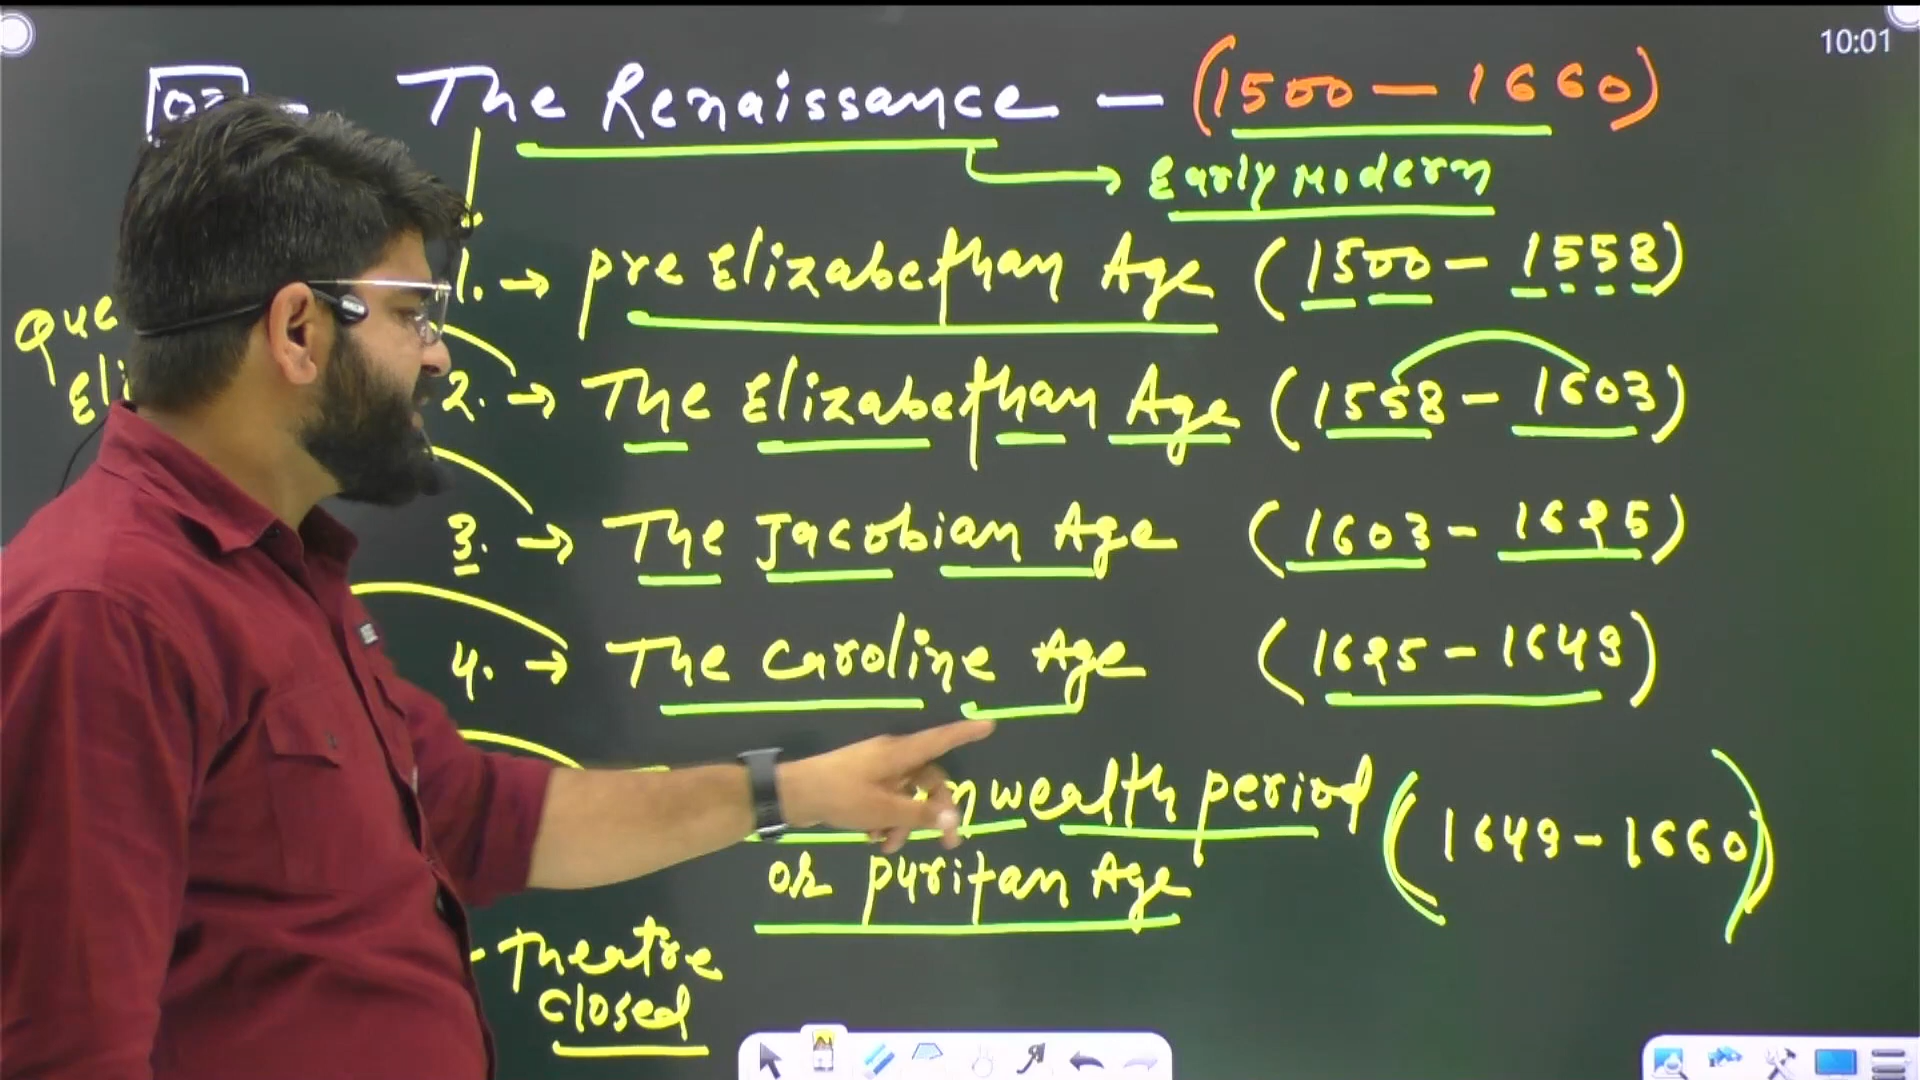 10:01
03 - The Renaissance - (1500 - 1660)
Early Modern
1. → pre Elizabethan Age (1500 - 1558)
2. → The Elizabethan Age (1558 - 1603)
3. → The Jacobian Age (1603 - 1625)
4. → The Caroline Age (1625 - 1649)
wealth period (1649 - 1660)
or puritan Age
- Theatre
closed